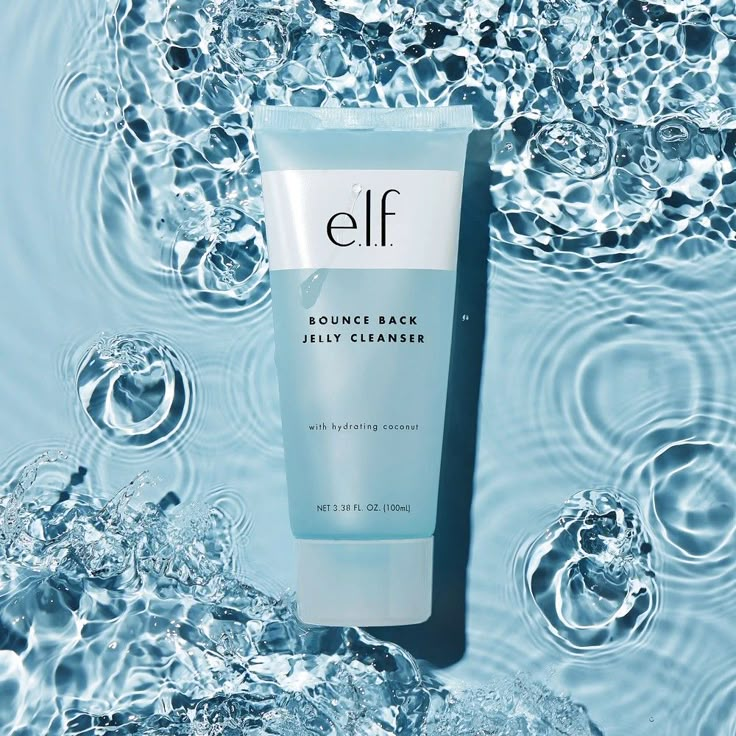 e.l.f.
BOUNCE BACK
JELLY CLEANSER
with hydrating coconut
NET 3.38 FL. OZ. (100mL)